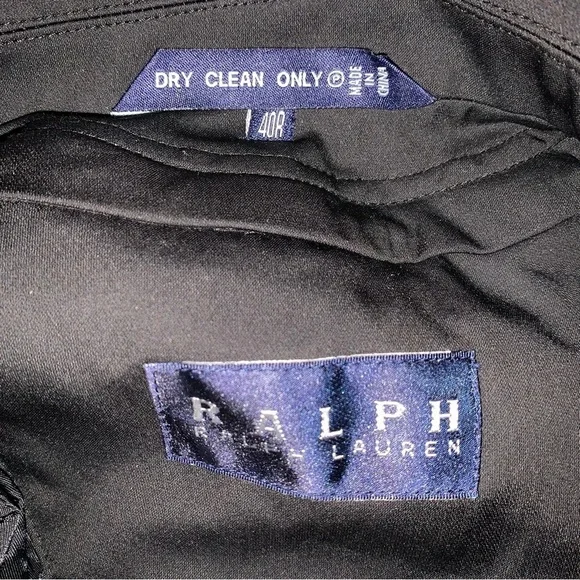 DRY CLEAN ONLY Ⓟ MADE IN CHINA
40R
RALPH
RALPH LAUREN